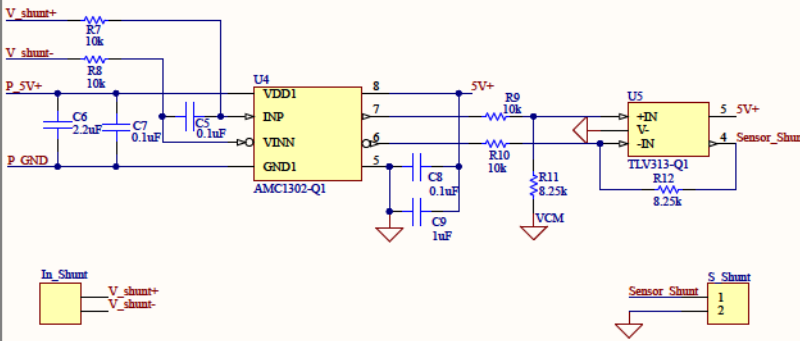 V_shunt+
R7
10k
V_shunt-
R8
10k
P_5V+
C6
2.2uF
C7
0.1uF
C5
0.1uF
U4
VDD1
INP
VINN
GND1
AMC1302-Q1
8
7
6
5
5V+
C8
0.1uF
C9
1uF
R9
10k
R10
10k
R11
8.25k
VCM
U5
+IN
V-
-IN
TLV313-Q1
5
5V+
4
Sensor_Shun
R12
8.25k
P_GND
In_Shunt
V_shunt+
V_shunt-
S_Shunt
Sensor_Shunt
1
2